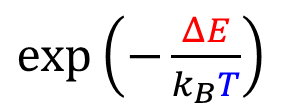 exp (− ΔE / k_B T)